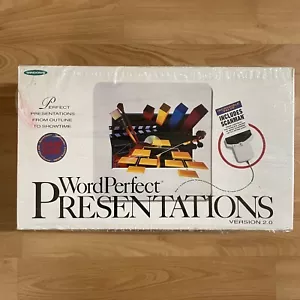 PERFECT
PRESENTATIONS
FROM OUTLINE
TO SHOWTIME
INCLUDES
SCANMAN
WordPerfect
PRESENTATIONS
VERSION 2.0